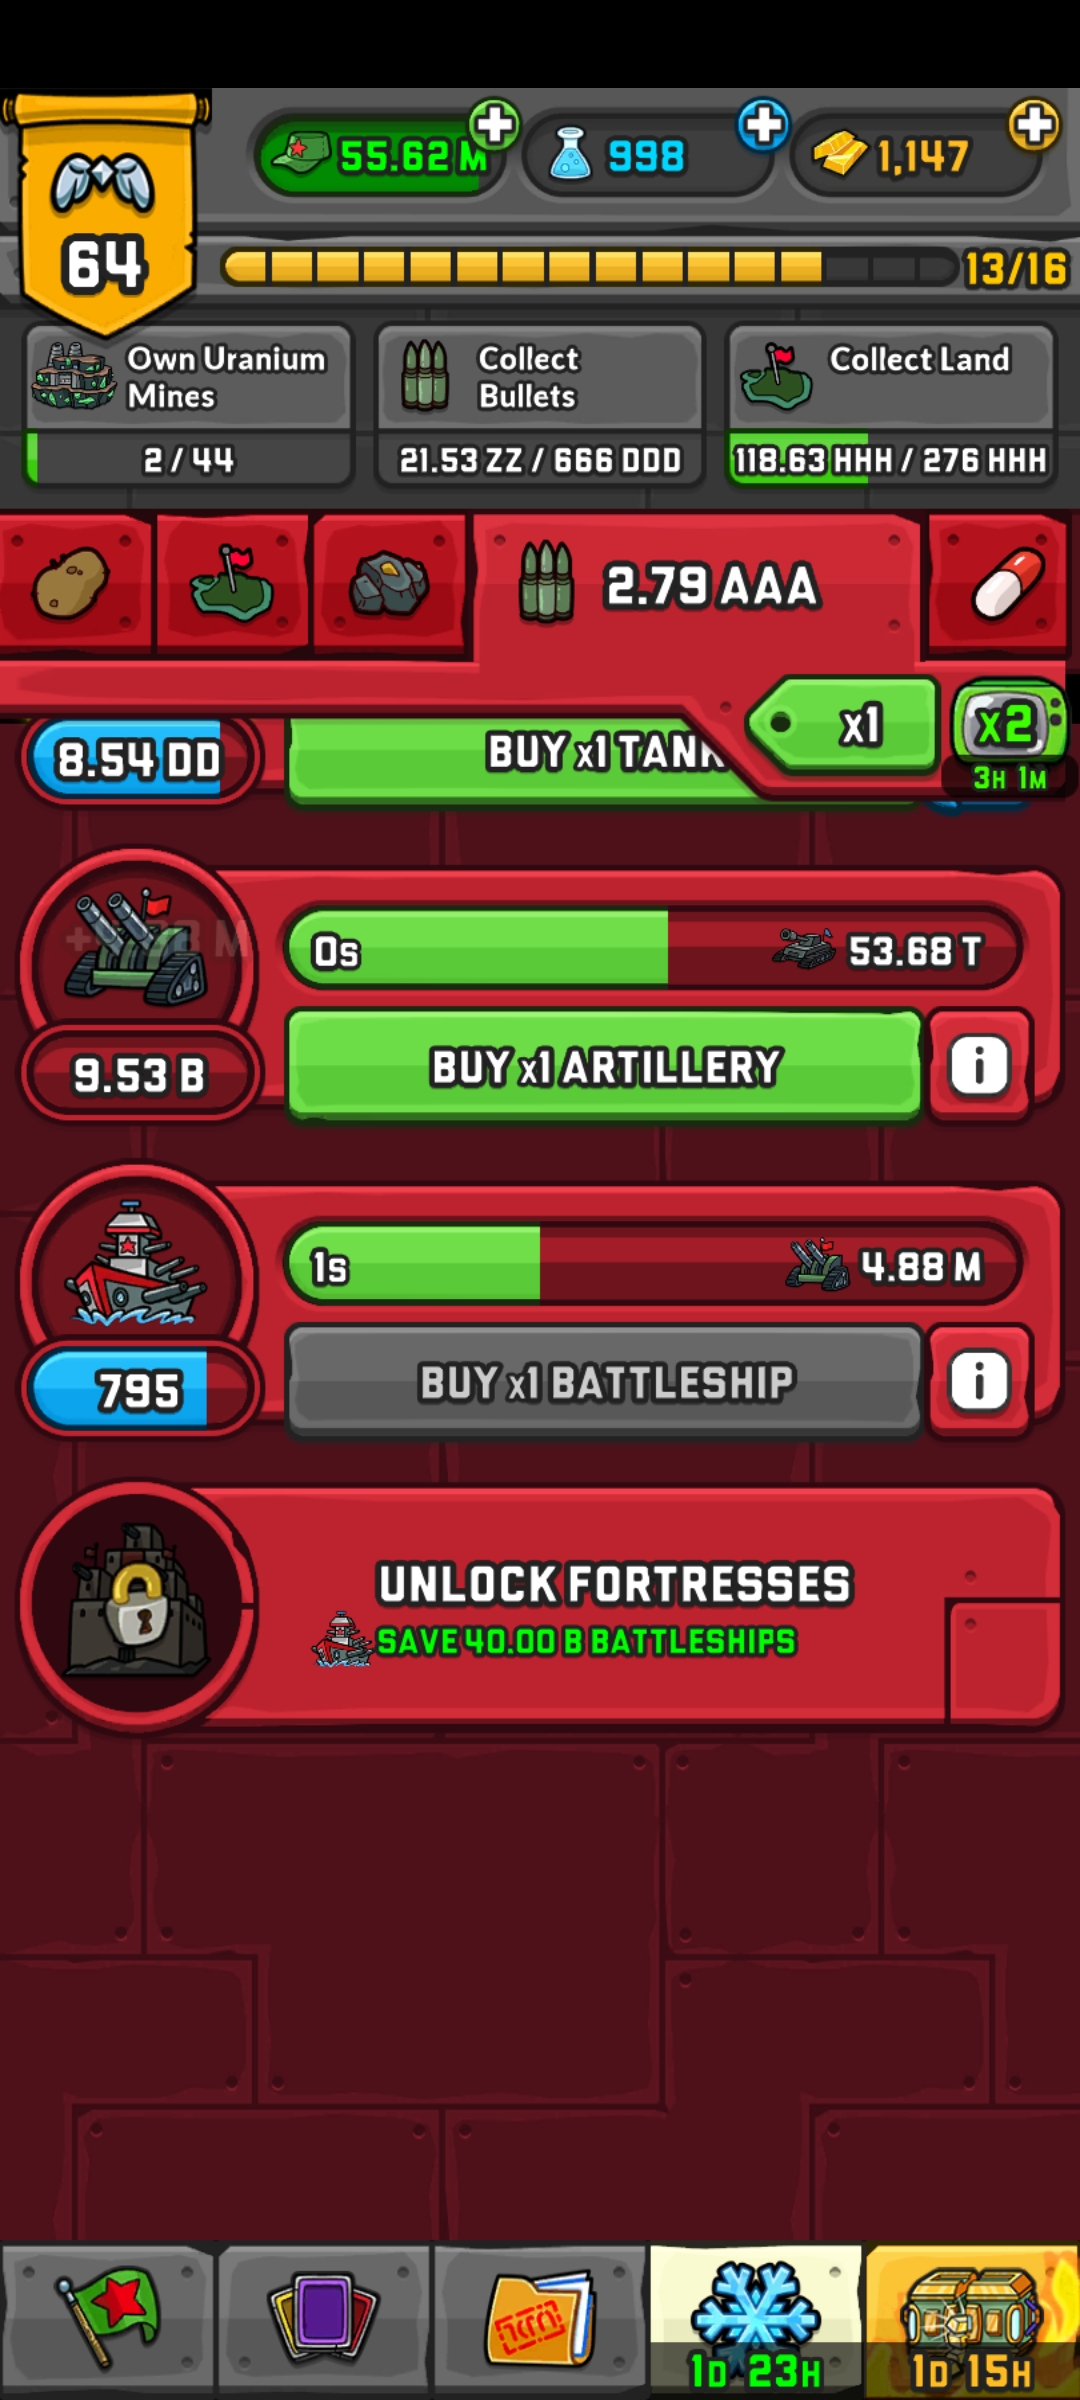 55.62 M
998
1,147
64
13/16
Own Uranium
Mines
Collect
Bullets
Collect Land
2 / 44
21.53 ZZ / 666 DDD
118.63 HHH / 276 HHH
2.79 AAA
x1
x2
3H 1M
8.54 DD
BUY x1 TANK
0s
53.68 T
9.53 B
BUY x1 ARTILLERY
i
1s
4.88 M
795
BUY x1 BATTLESHIP
i
UNLOCK FORTRESSES
SAVE 40.00 B BATTLESHIPS
1D 23H
1D 15H